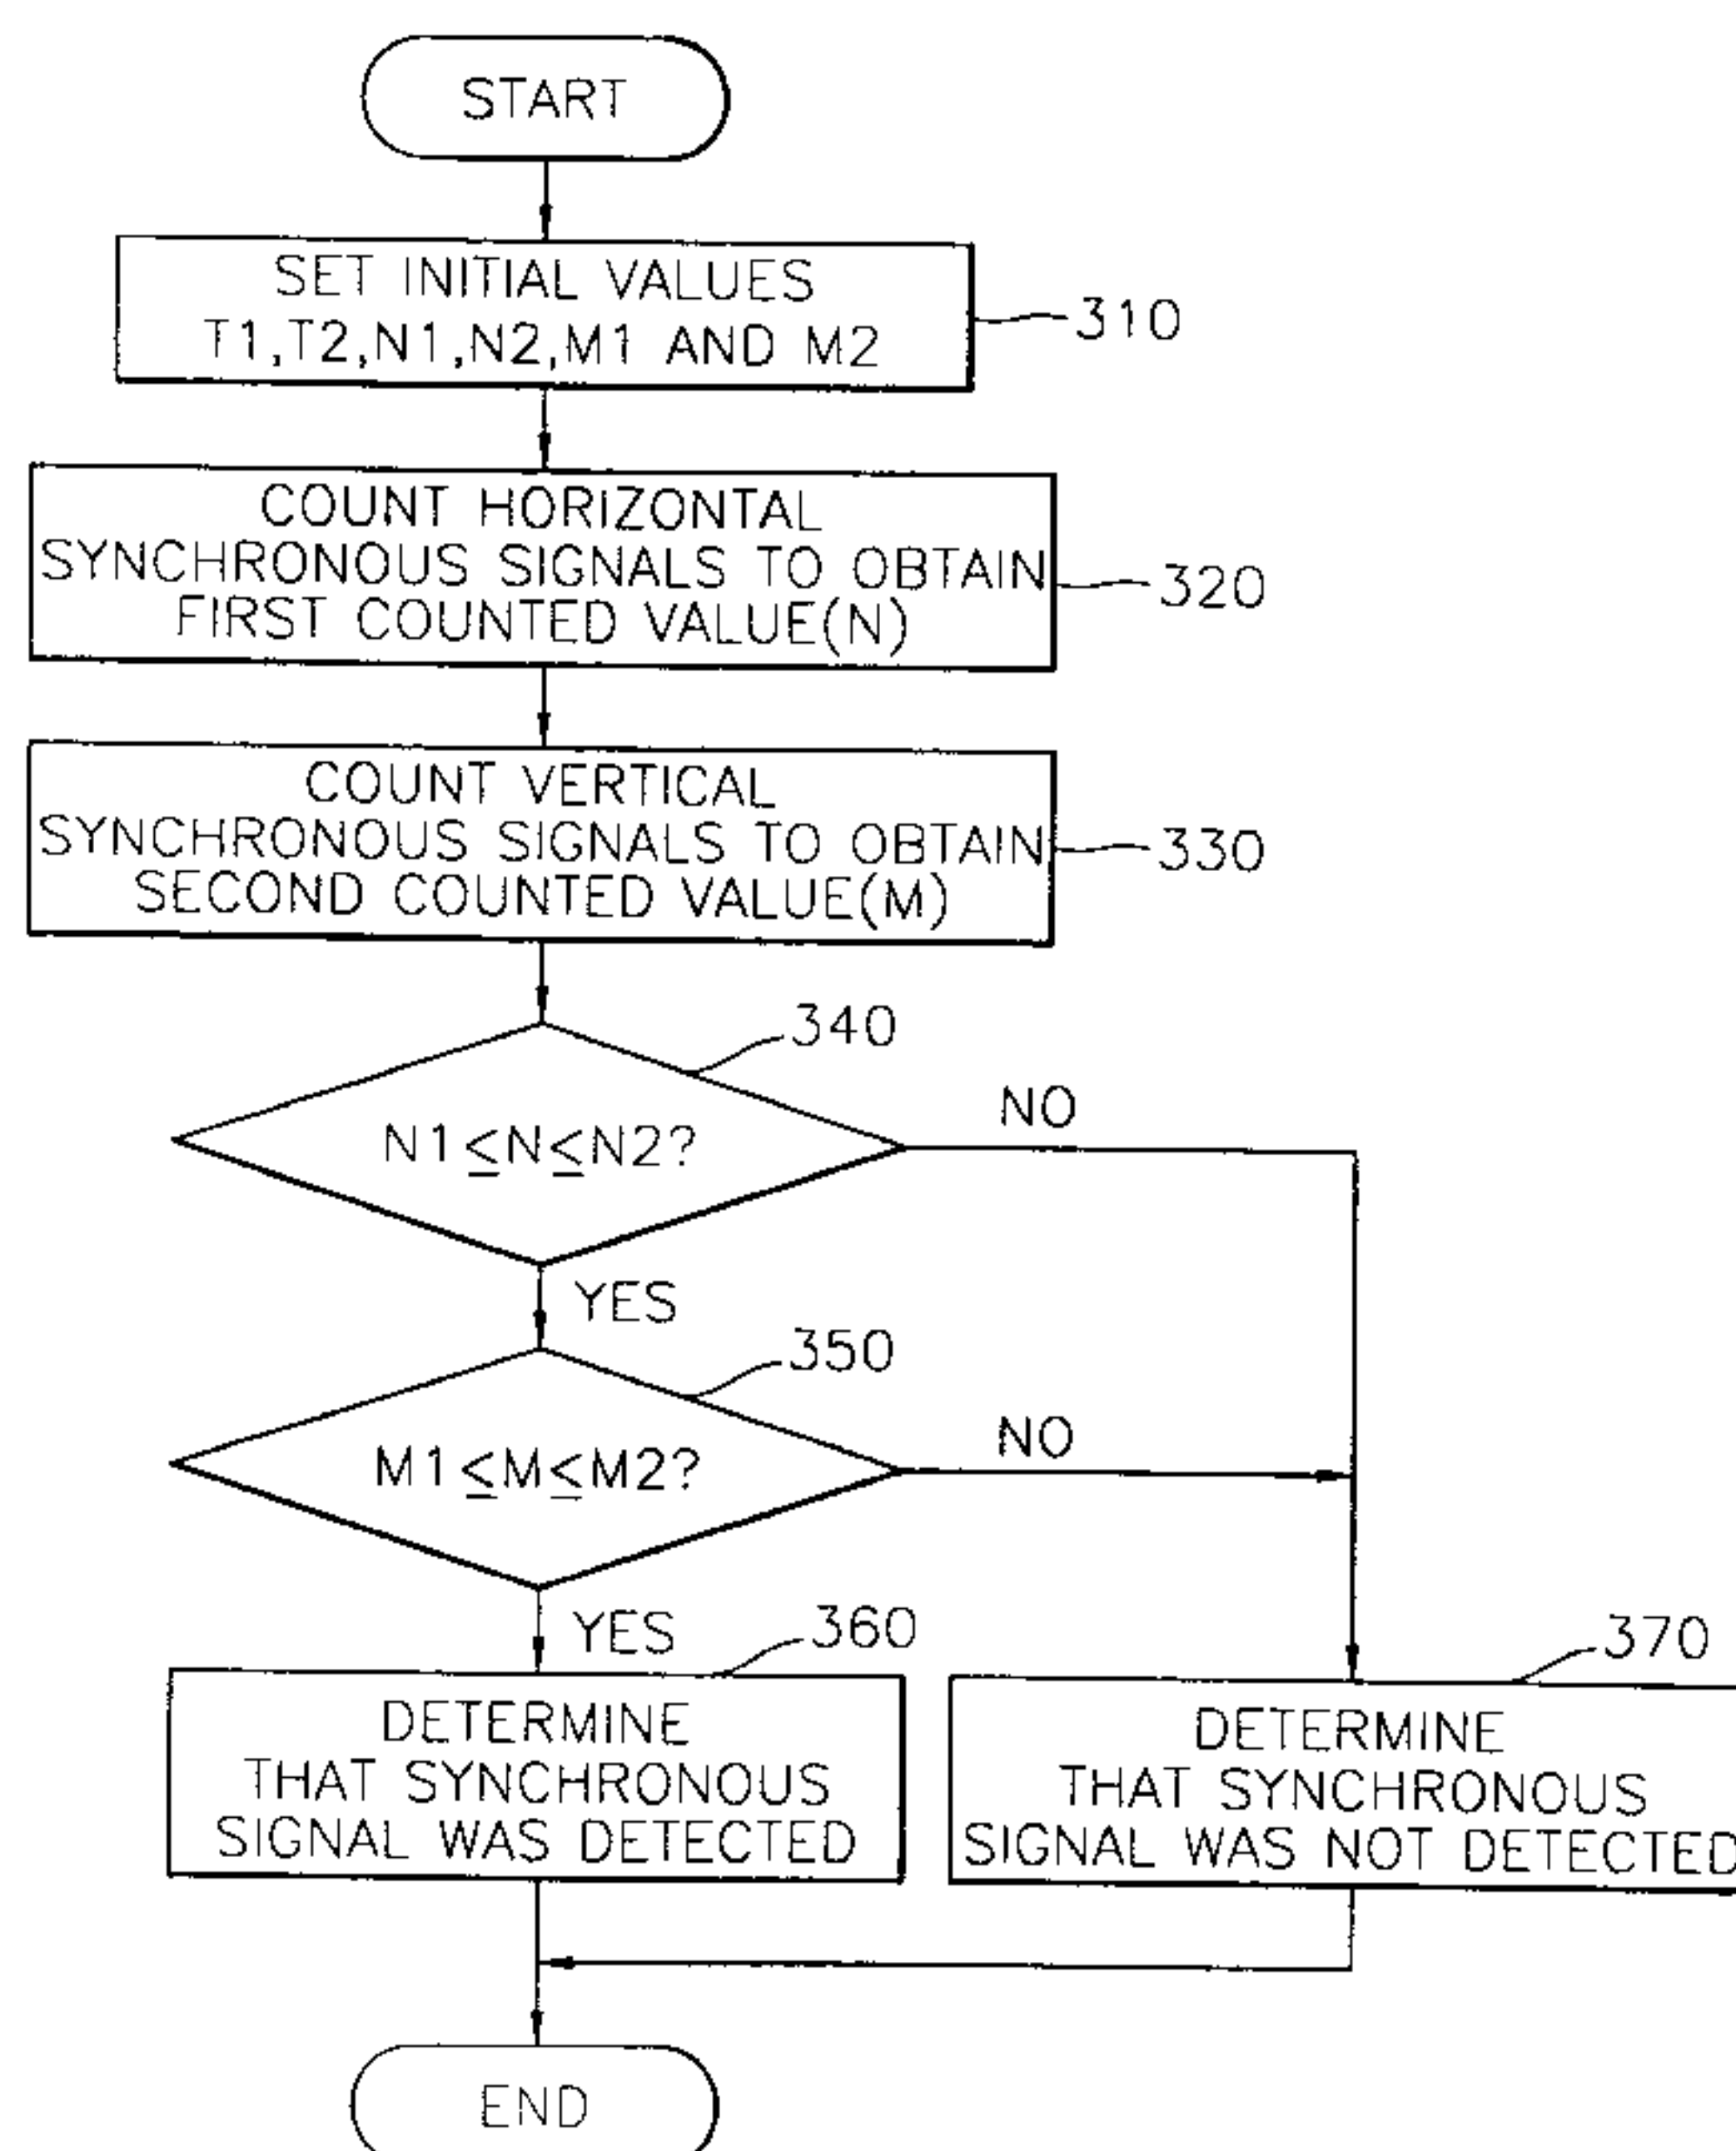 START
SET INITIAL VALUES
T1,T2,N1,N2,M1 AND M2
310
COUNT HORIZONTAL
SYNCHRONOUS SIGNALS TO OBTAIN
FIRST COUNTED VALUE(N)
320
COUNT VERTICAL
SYNCHRONOUS SIGNALS TO OBTAIN
SECOND COUNTED VALUE(M)
330
340
N1≤N≤N2?
NO
YES
350
M1≤M≤M2?
NO
YES
360
DETERMINE
THAT SYNCHRONOUS
SIGNAL WAS DETECTED
370
DETERMINE
THAT SYNCHRONOUS
SIGNAL WAS NOT DETECTED
END